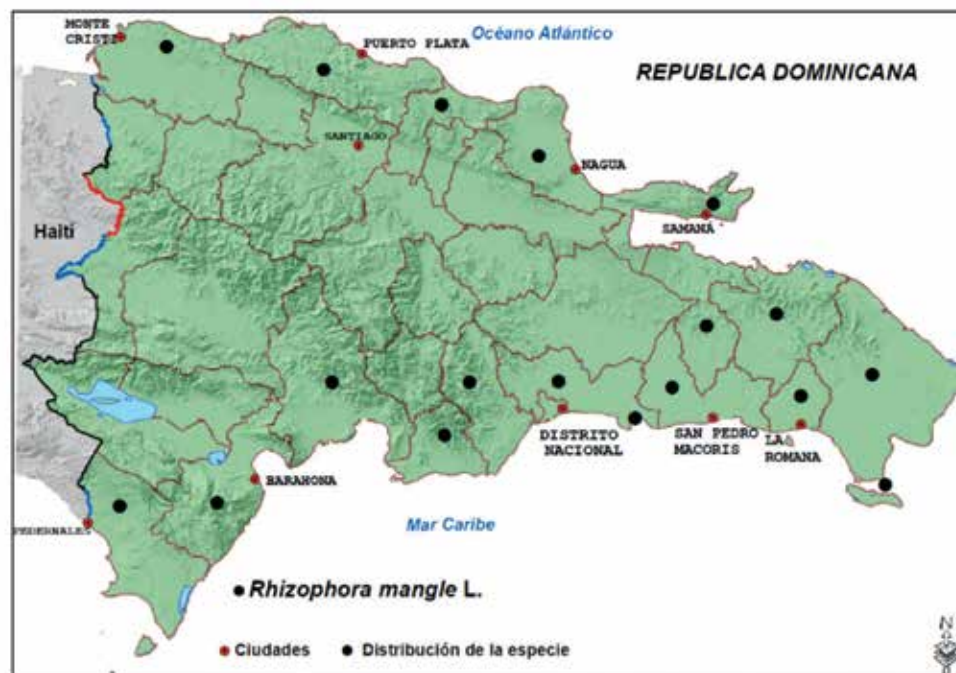 MONTE
CRISTI
PUERTO PLATA
Océano Atlántico
REPUBLICA DOMINICANA
SANTIAGO
NAGUA
Haití
SAMANÁ
DISTRITO
NACIONAL
SAN PEDRO
MACORIS
LA
ROMANA
BARAHONA
PEDERNALES
Mar Caribe
Rhizophora mangle L.
Ciudades
Distribución de la especie
N